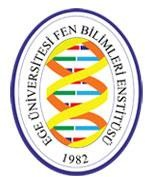 EGE ÜNİVERSİTESİ FEN BİLİMLERİ ENSTİTÜSÜ
1982